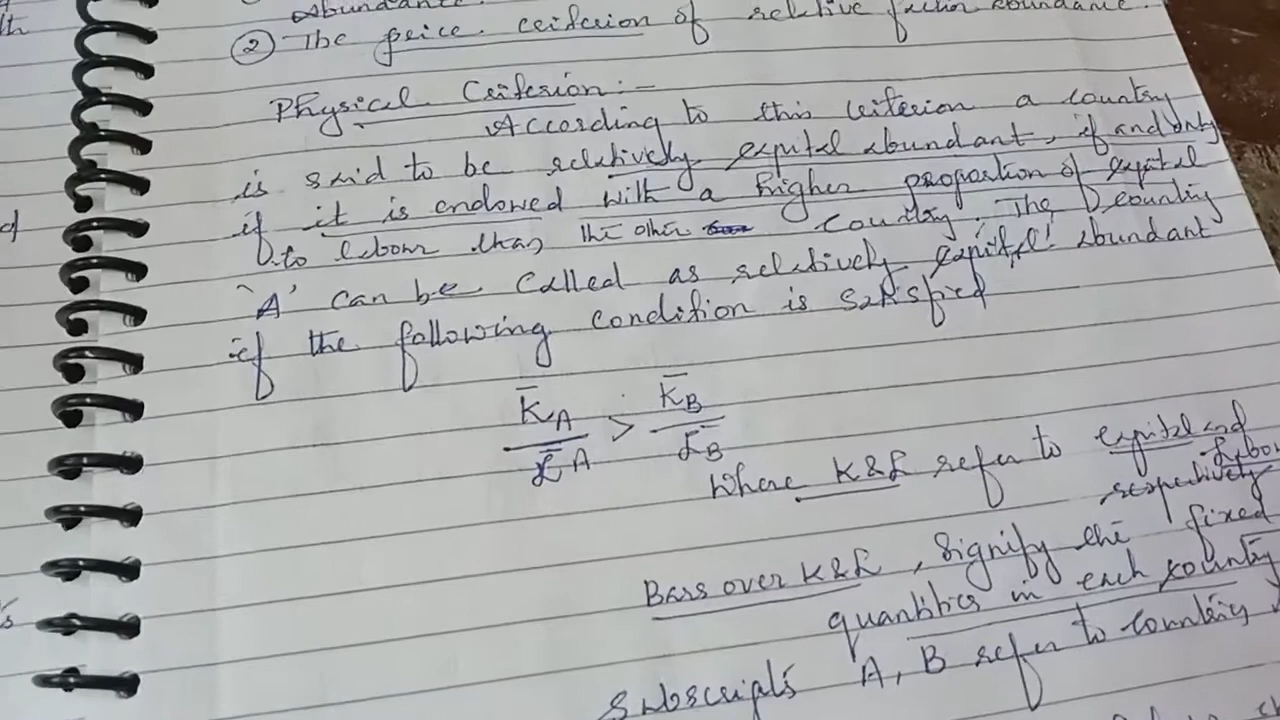 abundance.
② The price criterion of relative factor abundance.
Physical Criterion :-
According to this criterion a country
is said to be relatively capital abundant, if and only
if it is endowed with a higher proportion of capital
to labour than the other country. The country
'A' can be called as relatively capital abundant
if the following condition is satisfied
K̄A / L̄A > K̄B / L̄B
Where K & L refer to capital and
Labour
respectively
Bars over K & L, signify the fixed
quantities in each country
Subscripts A, B refer to country